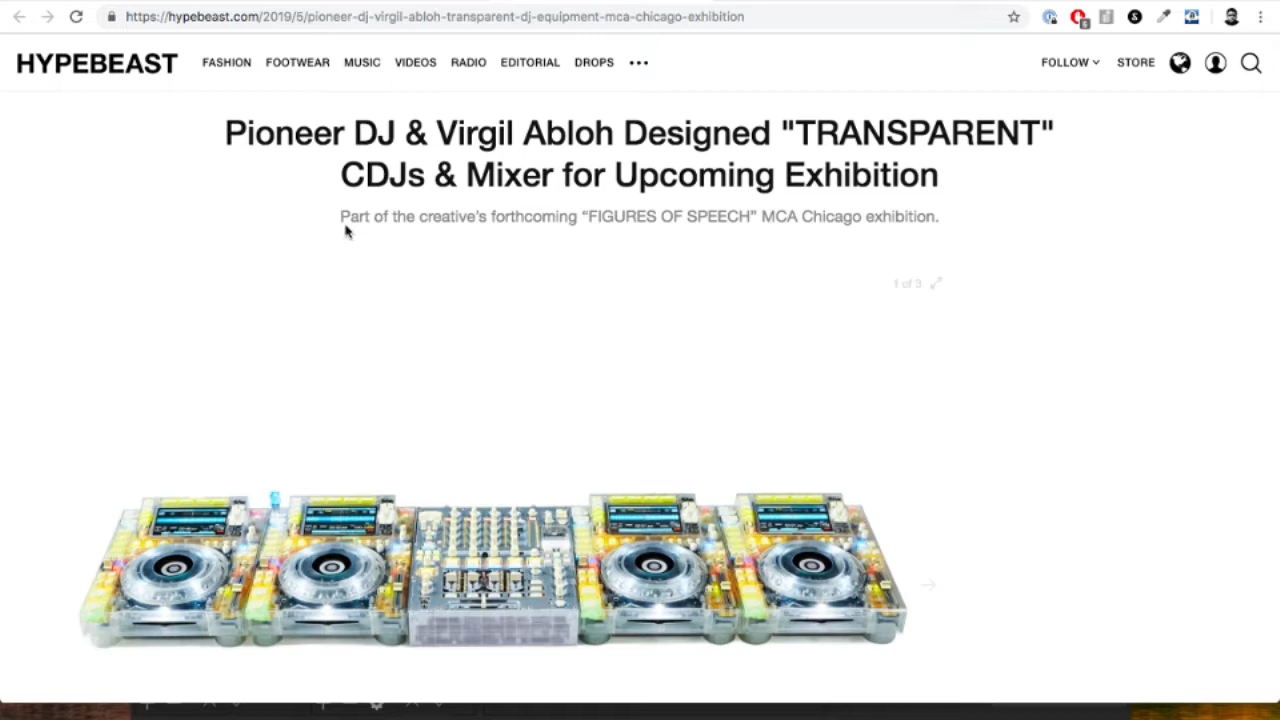 https://hypebeast.com/2019/5/pioneer-dj-virgil-abloh-transparent-dj-equipment-mca-chicago-exhibition
HYPEBEAST FASHION FOOTWEAR MUSIC VIDEOS RADIO EDITORIAL DROPS ••• FOLLOW STORE
Pioneer DJ & Virgil Abloh Designed "TRANSPARENT"
CDJs & Mixer for Upcoming Exhibition
Part of the creative's forthcoming “FIGURES OF SPEECH” MCA Chicago exhibition.
1 of 3